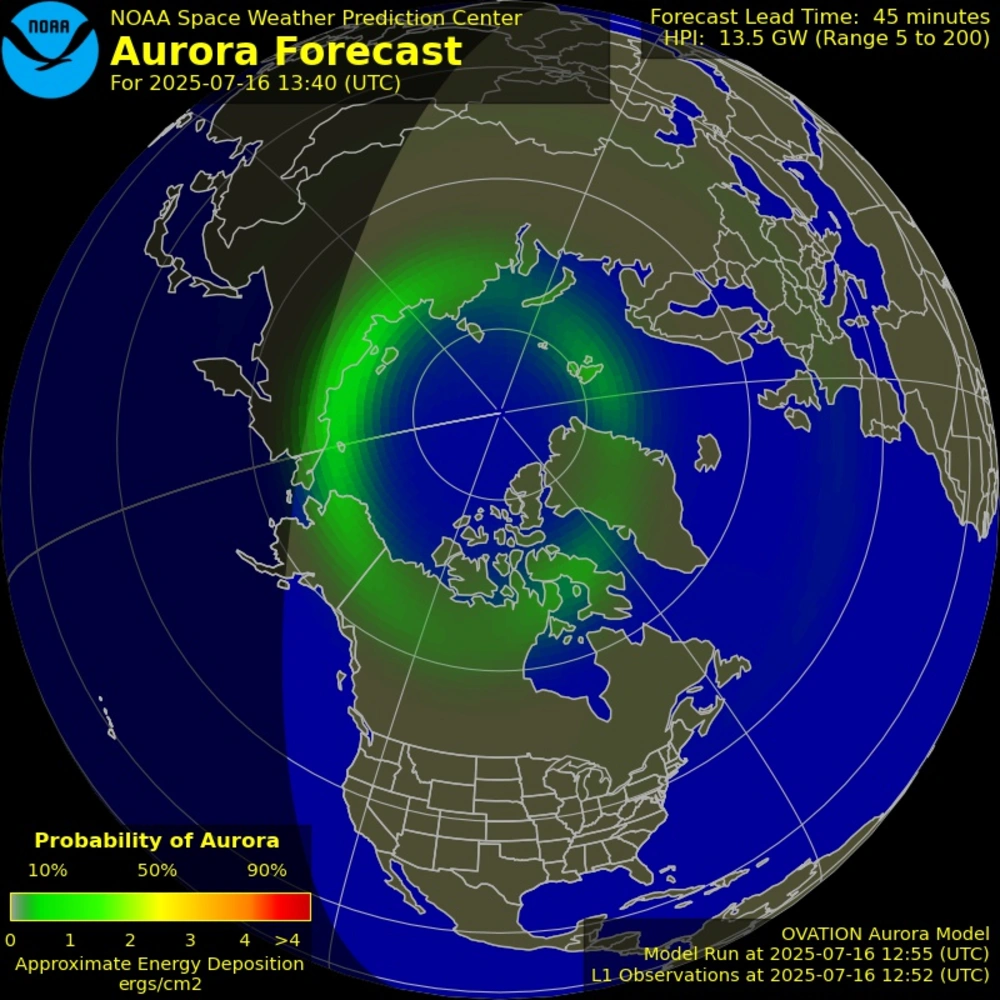 NOAA
NOAA Space Weather Prediction Center
Aurora Forecast
For 2025-07-16 13:40 (UTC)
Forecast Lead Time: 45 minutes
HPI: 13.5 GW (Range 5 to 200)
Probability of Aurora
10% 50% 90%
0 1 2 3 4 >4
Approximate Energy Deposition
ergs/cm2
OVATION Aurora Model
Model Run at 2025-07-16 12:55 (UTC)
L1 Observations at 2025-07-16 12:52 (UTC)